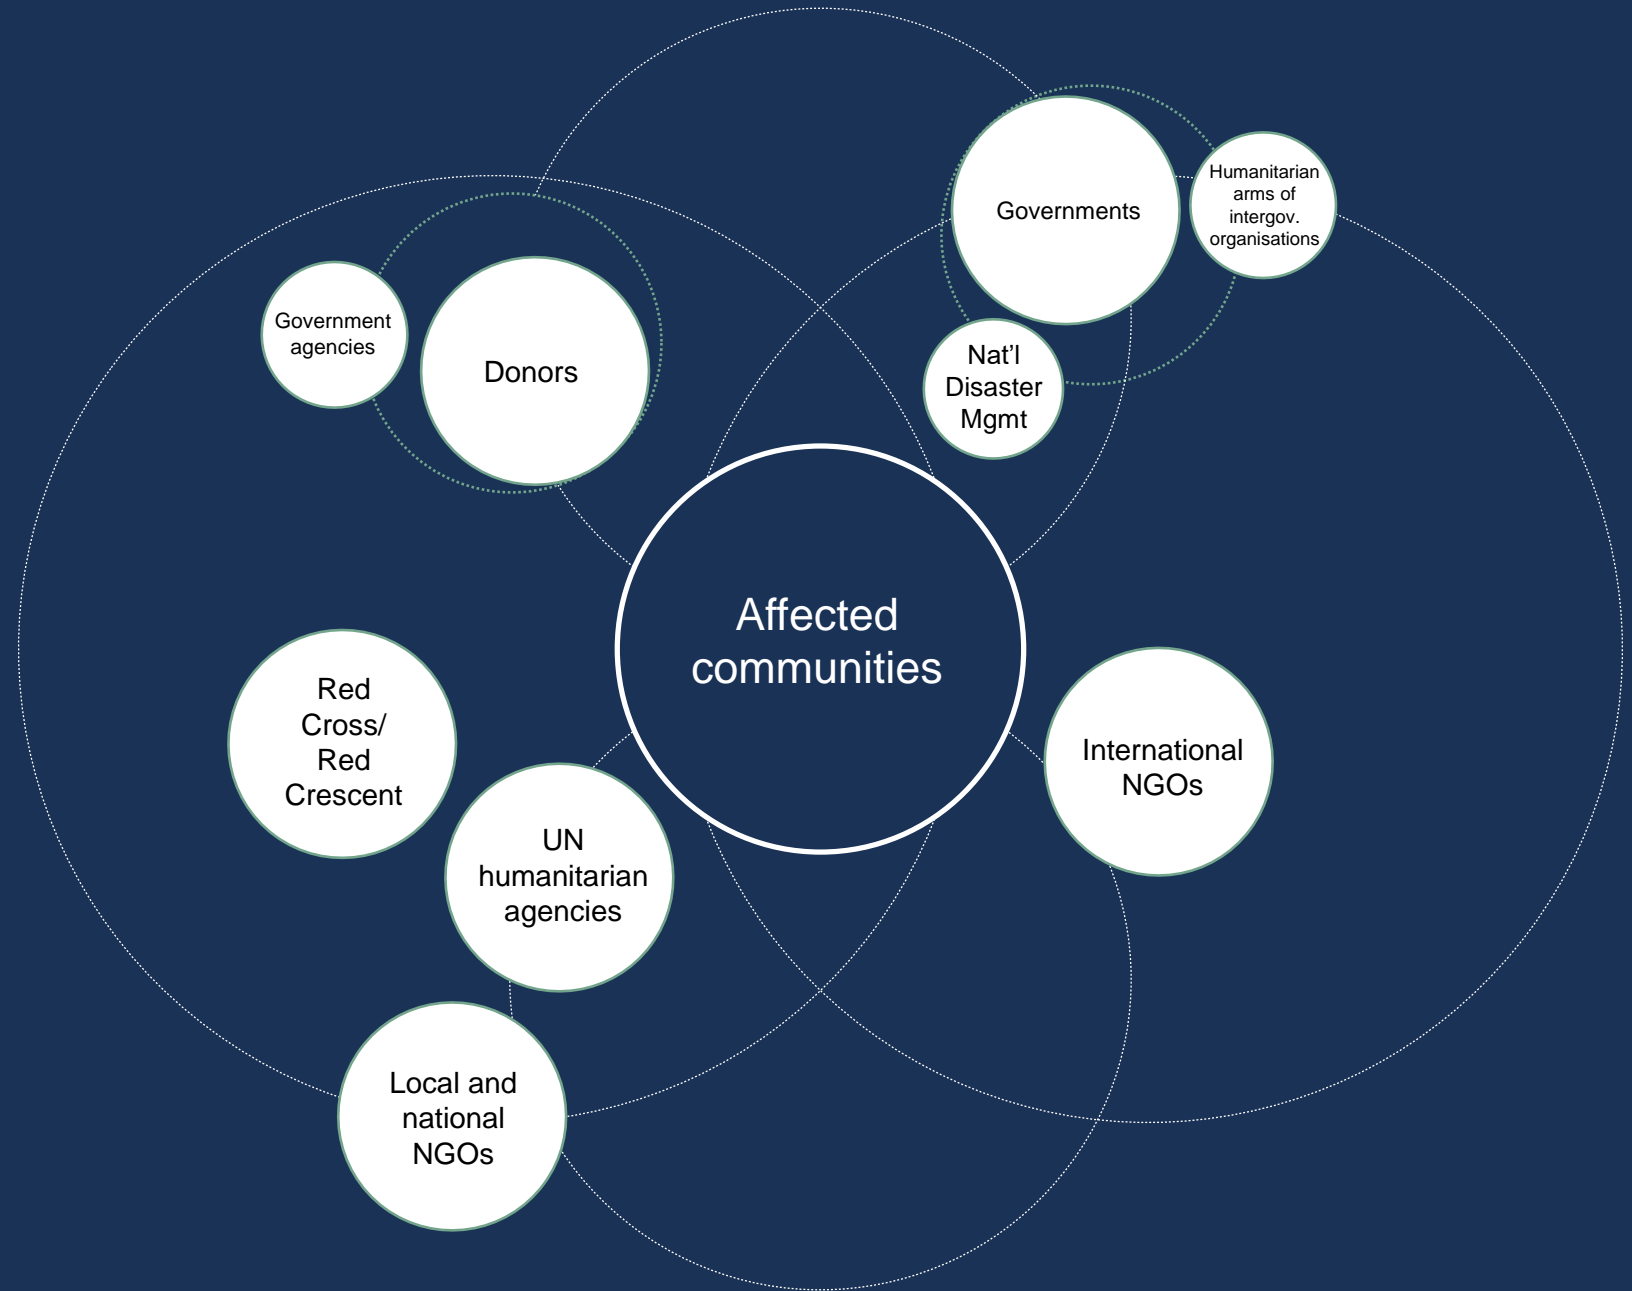 Governments
Humanitarian
arms of
intergov.
organisations
Government
agencies
Donors
Nat’l
Disaster
Mgmt
Affected
communities
Red
Cross/
Red
Crescent
International
NGOs
UN
humanitarian
agencies
Local and
national
NGOs